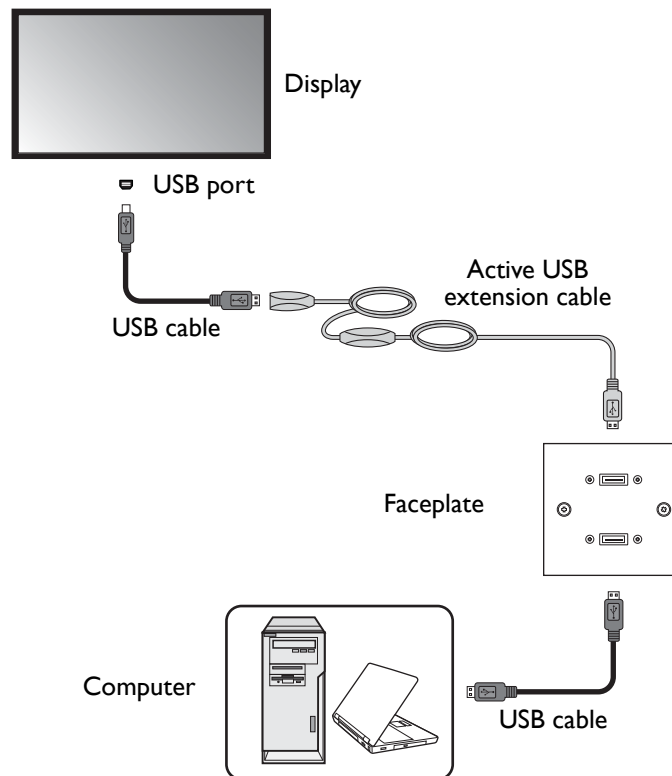 Display
USB port
Active USB
extension cable
USB cable
Faceplate
Computer
USB cable